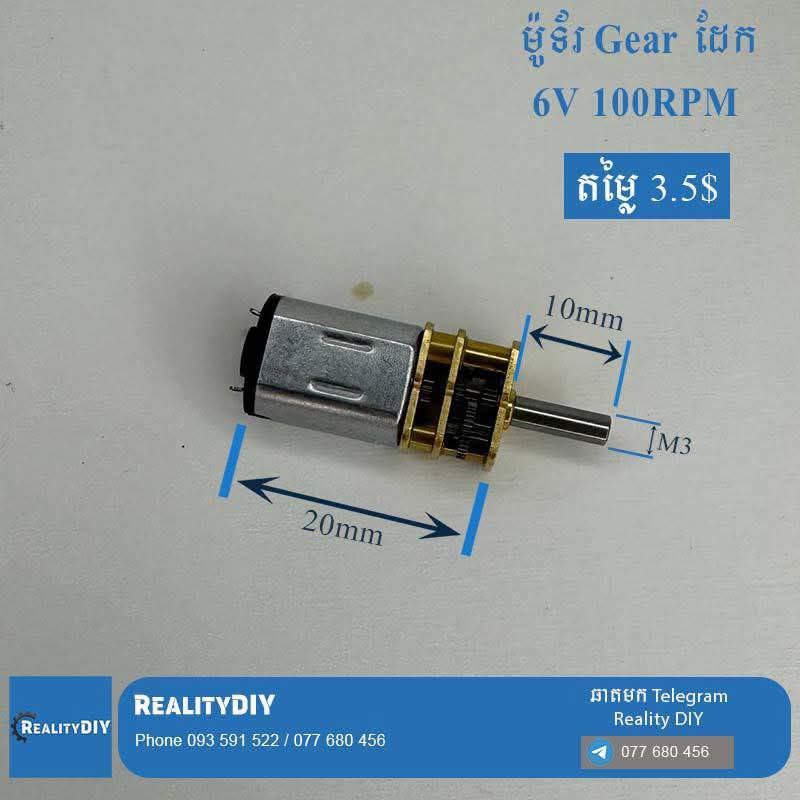 ម៉ូទ័រ Gear ដែក
6V 100RPM
តម្លៃ 3.5$
10mm
M3
20mm
REALITYDIY
REALITYDIY
Phone 093 591 522 / 077 680 456
ឆាតមក Telegram
Reality DIY
077 680 456